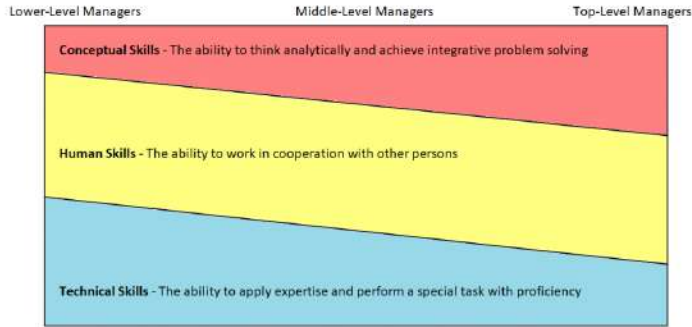 Lower-Level Managers Middle-Level Managers Top-Level Managers
Conceptual Skills - The ability to think analytically and achieve integrative problem solving
Human Skills - The ability to work in cooperation with other persons
Technical Skills - The ability to apply expertise and perform a special task with proficiency